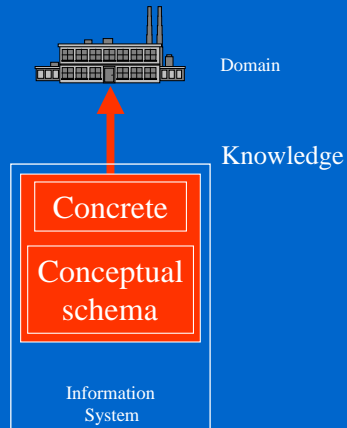 Domain
Knowledge
Concrete
Conceptual
schema
Information
System